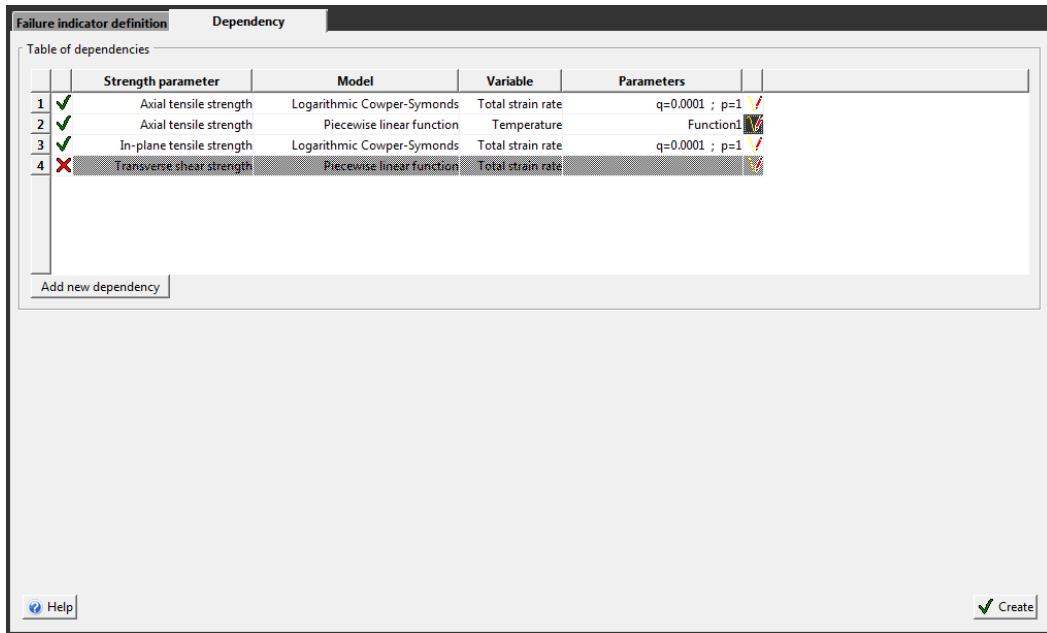 Failure indicator definition Dependency
Table of dependencies
Strength parameter Model Variable Parameters
1 Axial tensile strength Logarithmic Cowper-Symonds Total strain rate q=0.0001 ; p=1
2 Axial tensile strength Piecewise linear function Temperature Function1
3 In-plane tensile strength Logarithmic Cowper-Symonds Total strain rate q=0.0001 ; p=1
4 Transverse shear strength Piecewise linear function Total strain rate
Add new dependency
Help Create